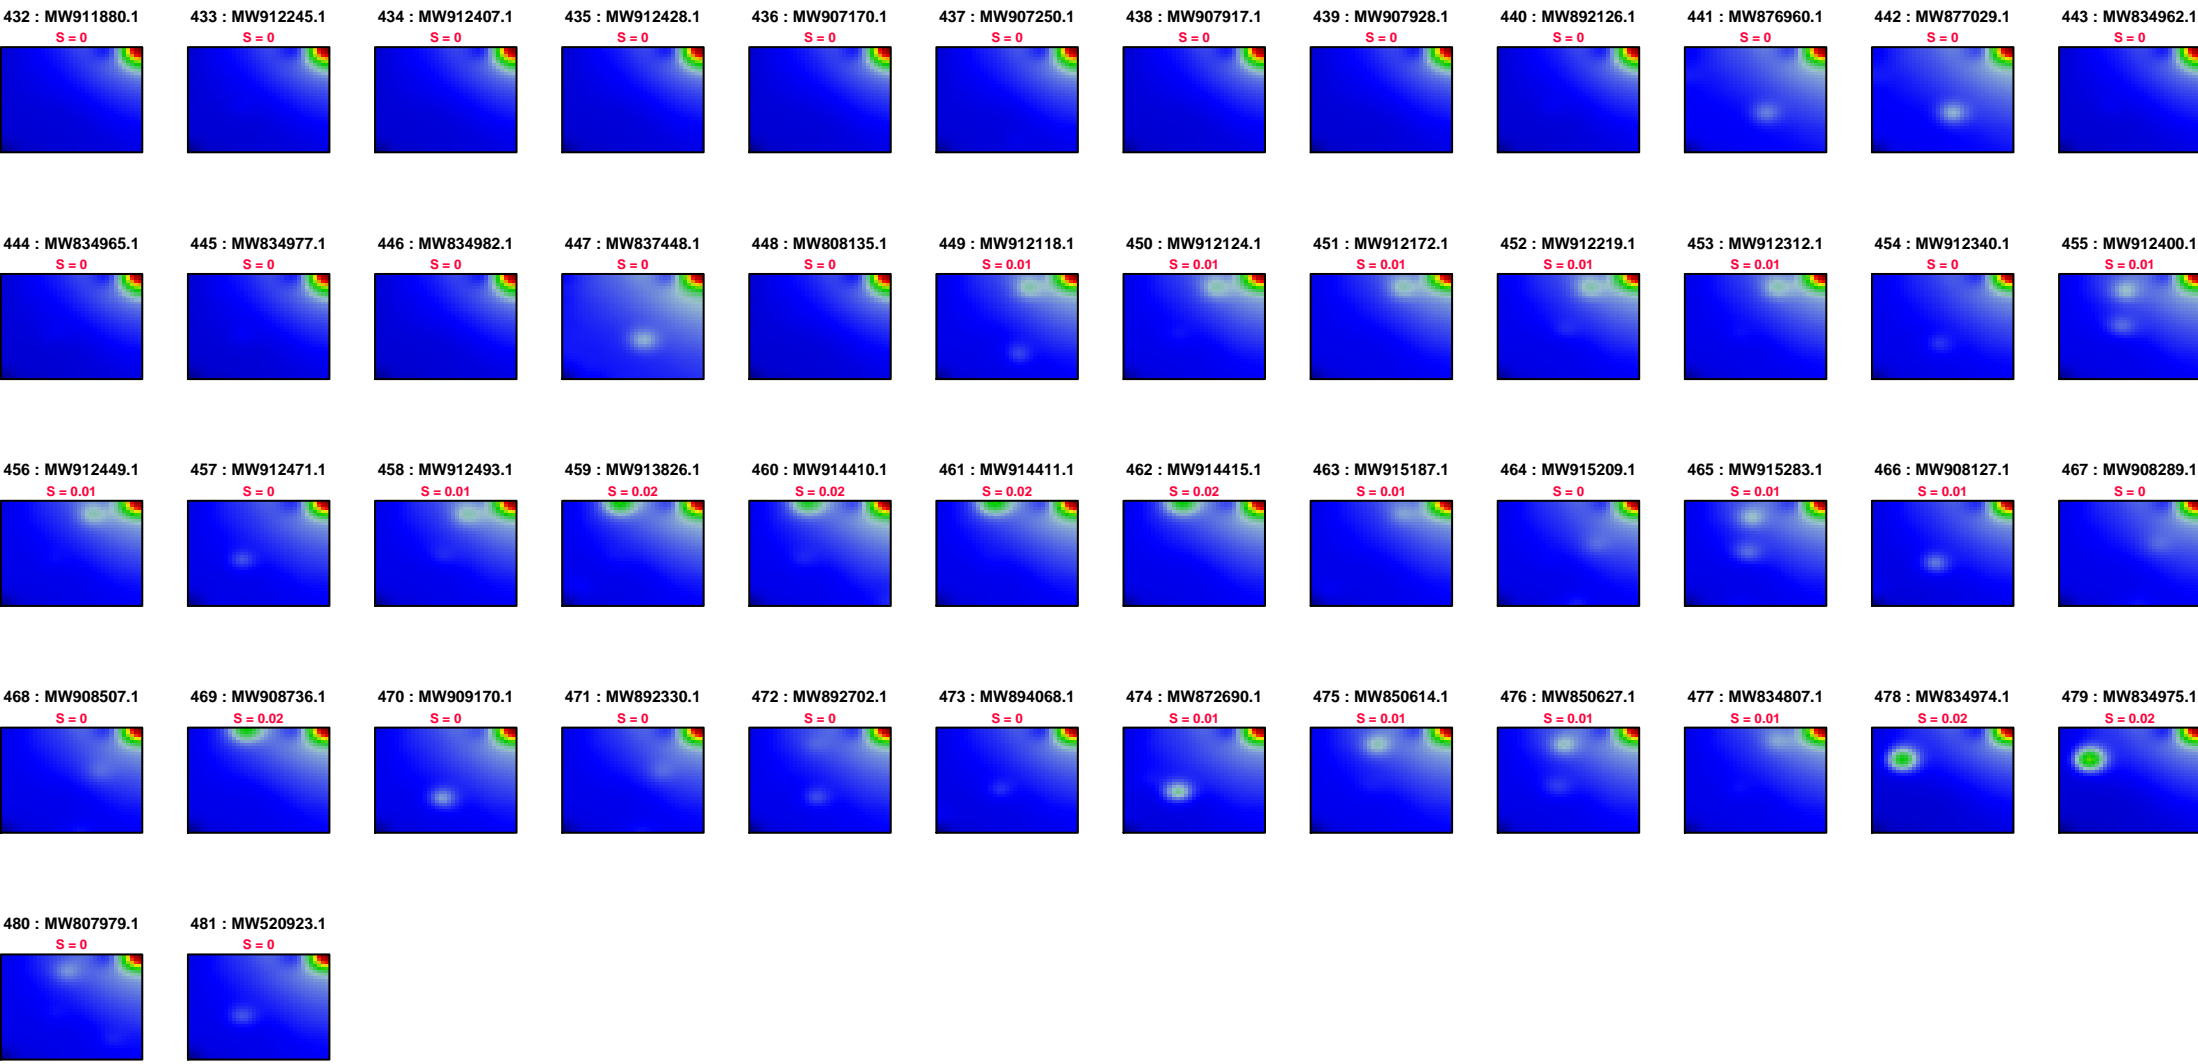 432 : MW911880.1 433 : MW912245.1 434 : MW912407.1 435 : MW912428.1 436 : MW907170.1 437 : MW907250.1 438 : MW907917.1 439 : MW907928.1 440 : MW892126.1 441 : MW876960.1 442 : MW877029.1 443 : MW834962.1
S = 0 S = 0 S = 0 S = 0 S = 0 S = 0 S = 0 S = 0 S = 0 S = 0 S = 0 S = 0
444 : MW834965.1 445 : MW834977.1 446 : MW834982.1 447 : MW837448.1 448 : MW808135.1 449 : MW912118.1 450 : MW912124.1 451 : MW912172.1 452 : MW912219.1 453 : MW912312.1 454 : MW912340.1 455 : MW912400.1
S = 0 S = 0 S = 0 S = 0 S = 0 S = 0.01 S = 0.01 S = 0.01 S = 0.01 S = 0.01 S = 0 S = 0.01
456 : MW912449.1 457 : MW912471.1 458 : MW912493.1 459 : MW913826.1 460 : MW914410.1 461 : MW914411.1 462 : MW914415.1 463 : MW915187.1 464 : MW915209.1 465 : MW915283.1 466 : MW908127.1 467 : MW908289.1
S = 0.01 S = 0 S = 0.01 S = 0.02 S = 0.02 S = 0.02 S = 0.02 S = 0.01 S = 0 S = 0.01 S = 0.01 S = 0
468 : MW908507.1 469 : MW908736.1 470 : MW909170.1 471 : MW892330.1 472 : MW892702.1 473 : MW894068.1 474 : MW872690.1 475 : MW850614.1 476 : MW850627.1 477 : MW834807.1 478 : MW834974.1 479 : MW834975.1
S = 0 S = 0.02 S = 0 S = 0 S = 0 S = 0 S = 0.01 S = 0.01 S = 0.01 S = 0.01 S = 0.02 S = 0.02
480 : MW807979.1 481 : MW520923.1
S = 0 S = 0